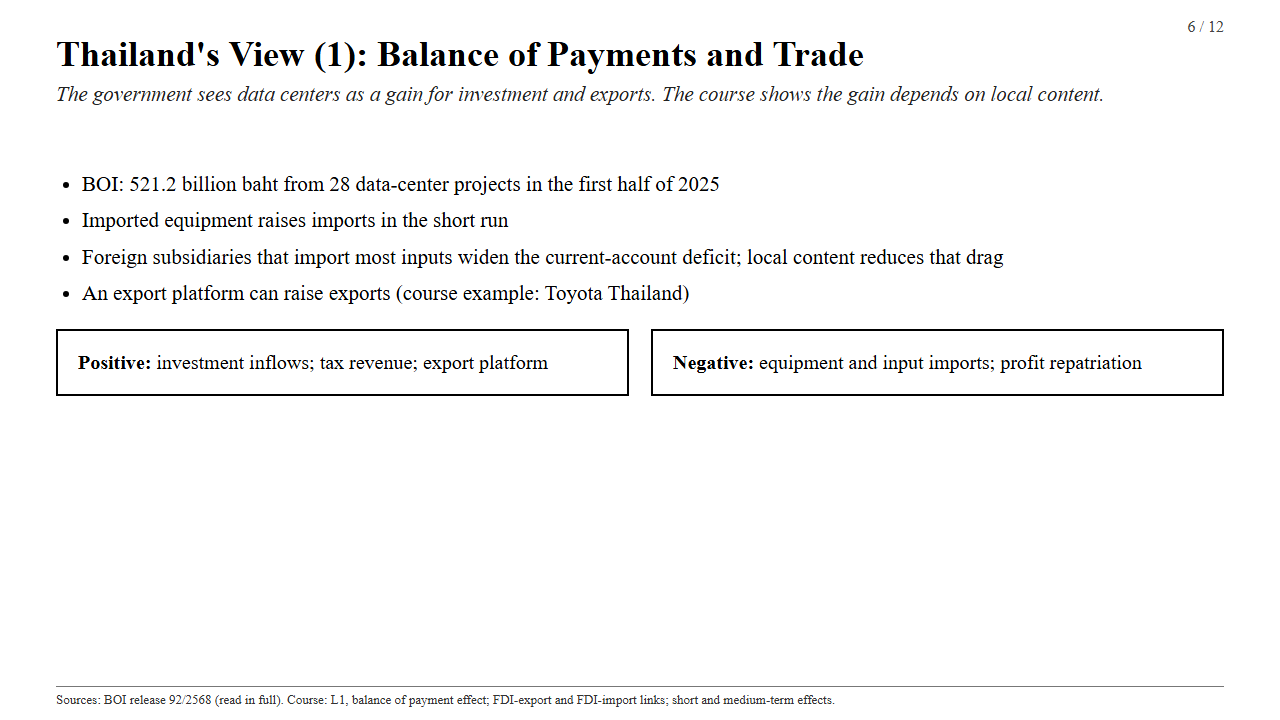 6 / 12
Thailand's View (1): Balance of Payments and Trade
The government sees data centers as a gain for investment and exports. The course shows the gain depends on local content.
• BOI: 521.2 billion baht from 28 data-center projects in the first half of 2025
• Imported equipment raises imports in the short run
• Foreign subsidiaries that import most inputs widen the current-account deficit; local content reduces that drag
• An export platform can raise exports (course example: Toyota Thailand)
Positive: investment inflows; tax revenue; export platform
Negative: equipment and input imports; profit repatriation
Sources: BOI release 92/2568 (read in full). Course: L1, balance of payment effect; FDI-export and FDI-import links; short and medium-term effects.